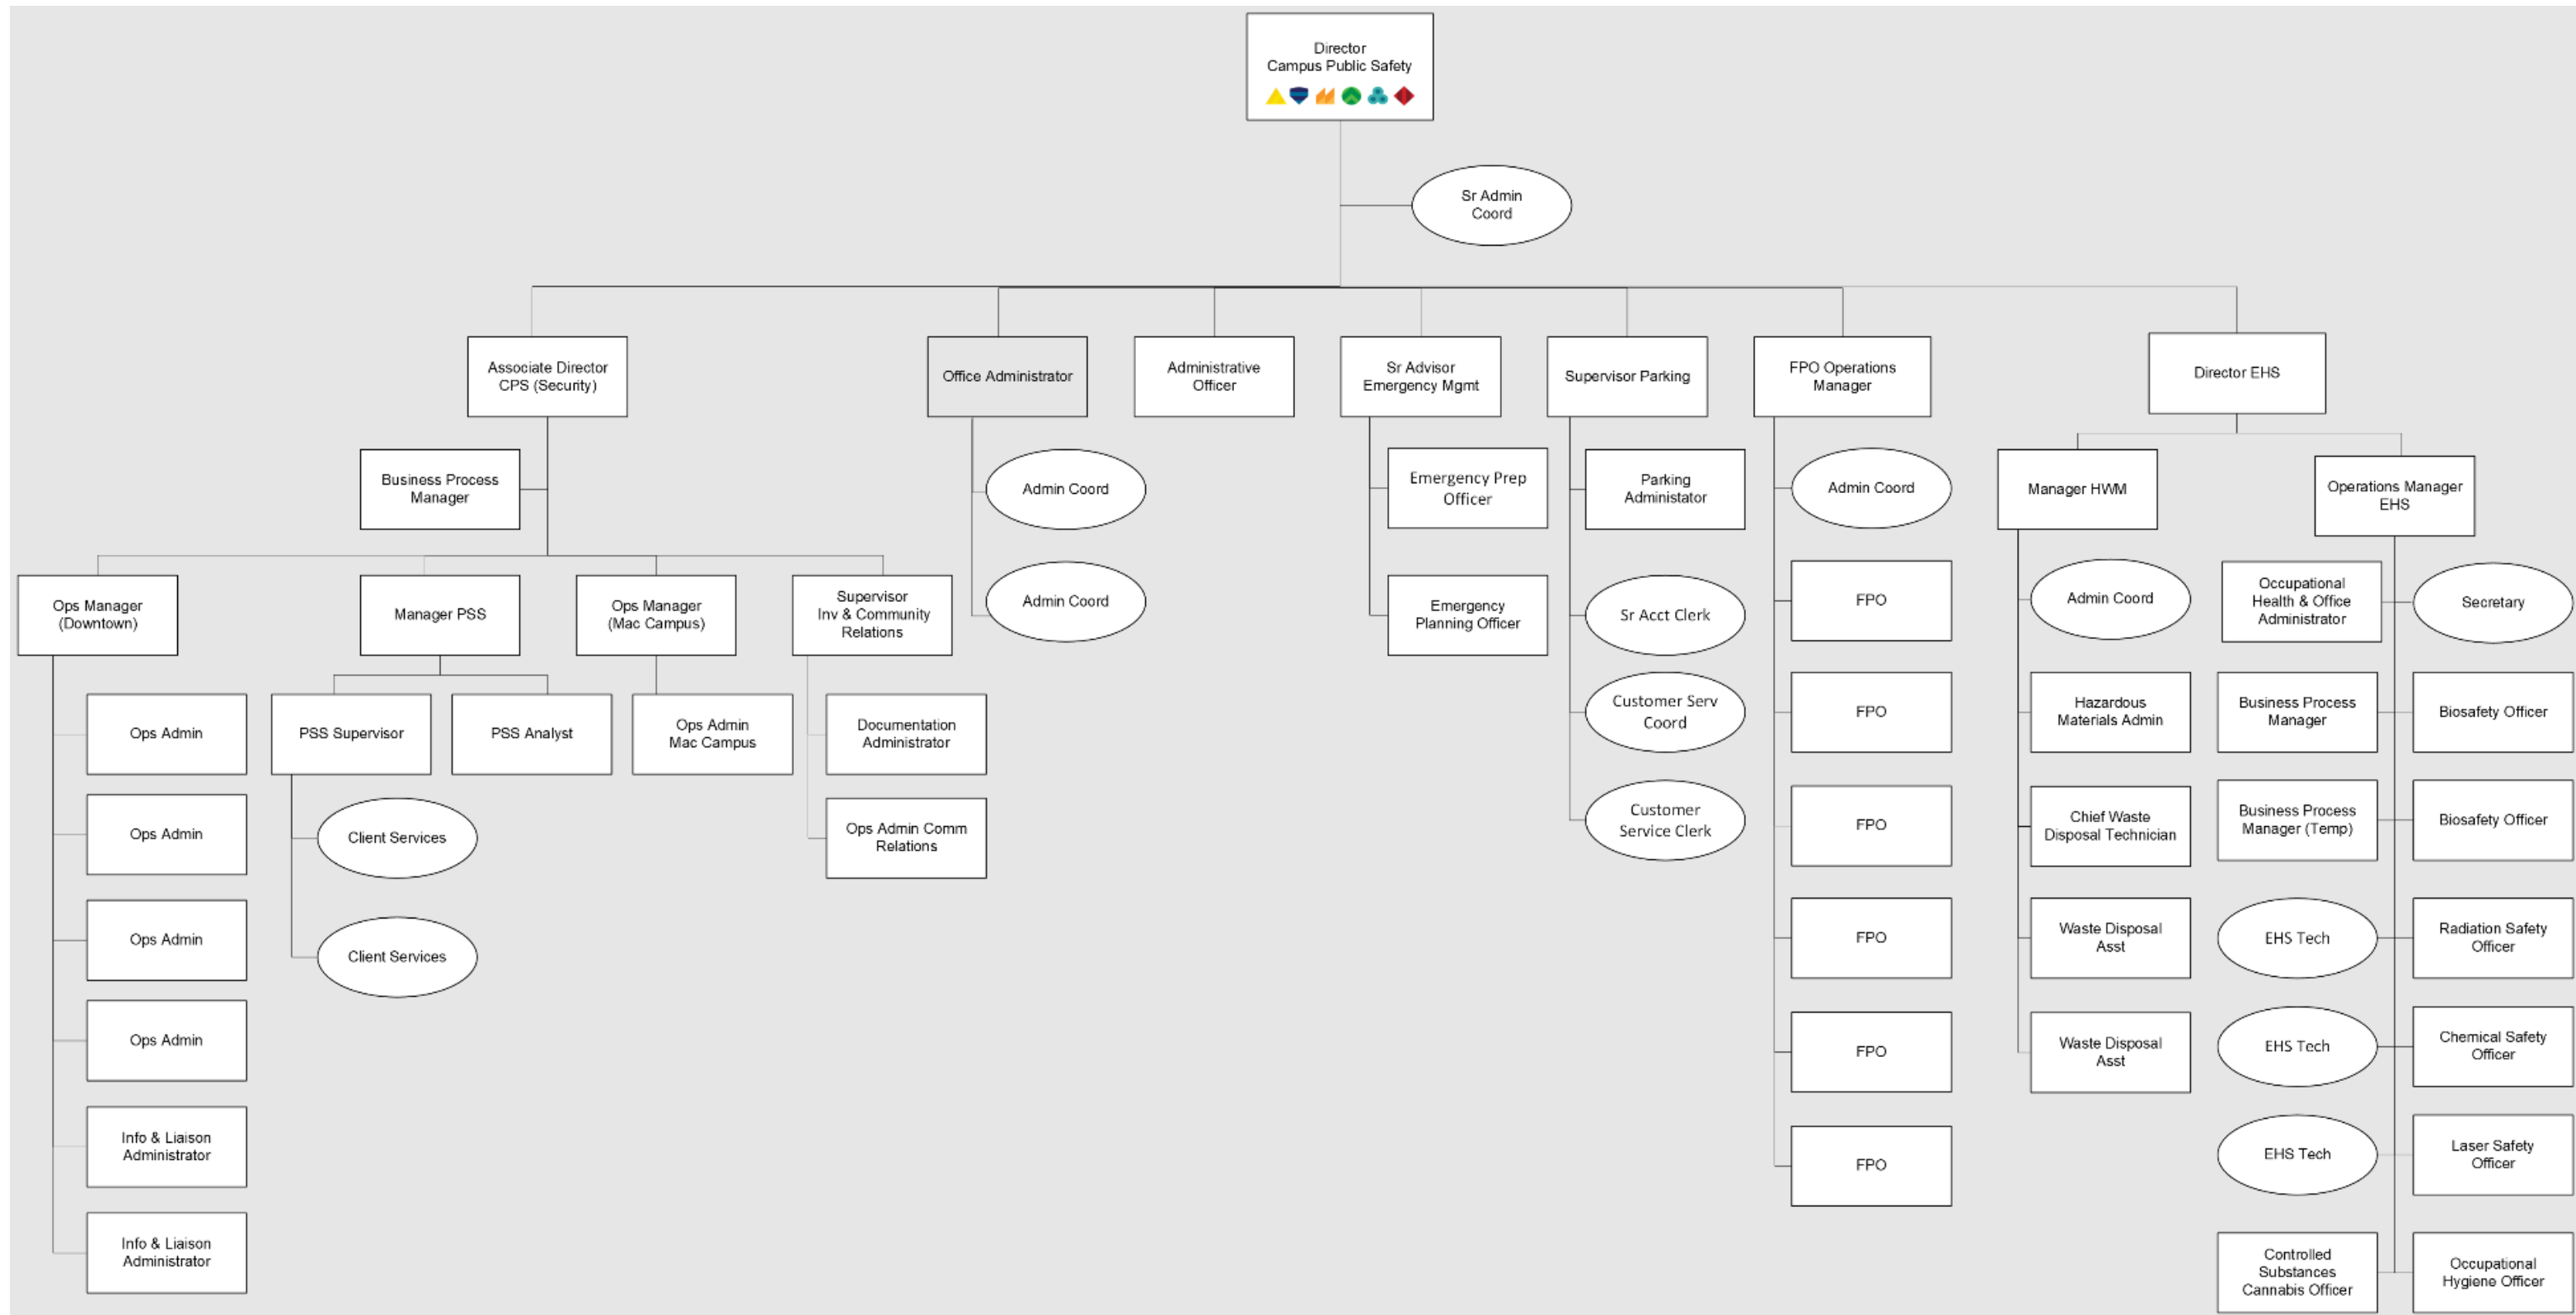 Director
Campus Public Safety
Sr Admin
Coord
Associate Director
CPS (Security)
Office Administrator
Administrative
Officer
Sr Advisor
Emergency Mgmt
Supervisor Parking
FPO Operations
Manager
Director EHS
Business Process
Manager
Admin Coord
Admin Coord
Emergency Prep
Officer
Emergency
Planning Officer
Parking
Administator
Sr Acct Clerk
Customer Serv
Coord
Customer
Service Clerk
Admin Coord
FPO
FPO
FPO
FPO
FPO
FPO
Manager HWM
Operations Manager
EHS
Ops Manager
(Downtown)
Manager PSS
Ops Manager
(Mac Campus)
Supervisor
Inv & Community
Relations
Ops Admin
Ops Admin
Ops Admin
Ops Admin
Info & Liaison
Administrator
Info & Liaison
Administrator
PSS Supervisor
PSS Analyst
Client Services
Client Services
Ops Admin
Mac Campus
Documentation
Administrator
Ops Admin Comm
Relations
Admin Coord
Hazardous
Materials Admin
Chief Waste
Disposal Technician
Waste Disposal
Asst
Waste Disposal
Asst
Occupational
Health & Office
Administrator
Secretary
Business Process
Manager
Biosafety Officer
Business Process
Manager (Temp)
Biosafety Officer
EHS Tech
Radiation Safety
Officer
EHS Tech
Chemical Safety
Officer
EHS Tech
Laser Safety
Officer
Controlled
Substances
Cannabis Officer
Occupational
Hygiene Officer